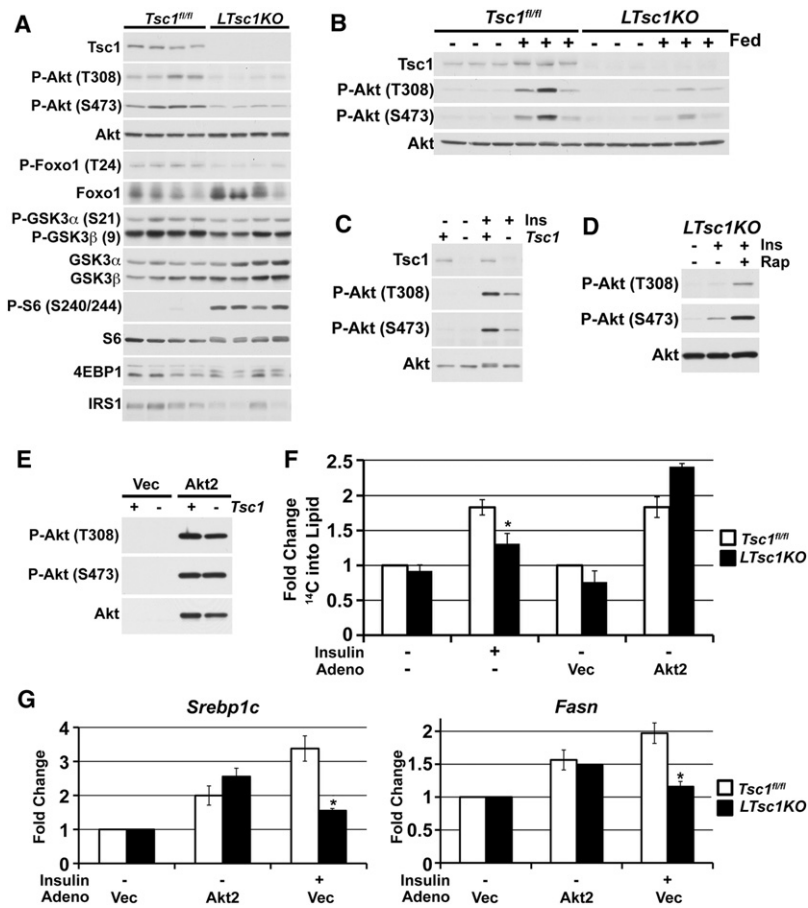 A
Tsc1fl/fl LTsc1KO
Tsc1
P-Akt (T308)
P-Akt (S473)
Akt
P-Foxo1 (T24)
Foxo1
P-GSK3α (S21)
P-GSK3β (9)
GSK3α
GSK3β
P-S6 (S240/244)
S6
4EBP1
IRS1
B
Tsc1fl/fl LTsc1KO
- - - + + + - - - + + + Fed
Tsc1
P-Akt (T308)
P-Akt (S473)
Akt
C
- - + + Ins
+ - + - Tsc1
Tsc1
P-Akt (T308)
P-Akt (S473)
Akt
D
LTsc1KO
- + + Ins
- - + Rap
P-Akt (T308)
P-Akt (S473)
Akt
E
Vec Akt2
+ - + - Tsc1
P-Akt (T308)
P-Akt (S473)
Akt
F
Fold Change
14C into Lipid
2.5
2
1.5
1
0.5
0
*
Tsc1fl/fl
LTsc1KO
Insulin - + - -
Adeno - - Vec Akt2
G
Srebp1c
Fold Change
4
3
2
1
0
*
Insulin - - +
Adeno Vec Akt2 Vec
Fasn
Fold Change
2
1.5
1
0.5
0
*
Tsc1fl/fl
LTsc1KO
Insulin - - +
Adeno Vec Akt2 Vec